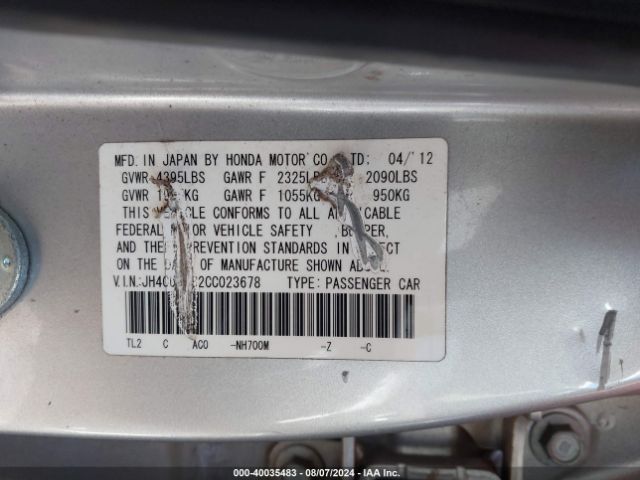 MFD. IN JAPAN BY HONDA MOTOR CO LTD: 04/'12
GVWR 4395LBS GAWR F 2325LB 2090LBS
GVWR KG GAWR F 1055KG 950KG
THIS VEHICLE CONFORMS TO ALL APPLICABLE
FEDERAL MOTOR VEHICLE SAFETY , BUMPER,
AND THEFT PREVENTION STANDARDS IN EFFECT
ON THE DATE OF MANUFACTURE SHOWN ABOVE.
V.I.N: 2CC023678 TYPE: PASSENGER CAR
TL2 C AC0 -NH700M -Z -C
000-40035483 - 08/07/2024 - IAA Inc.